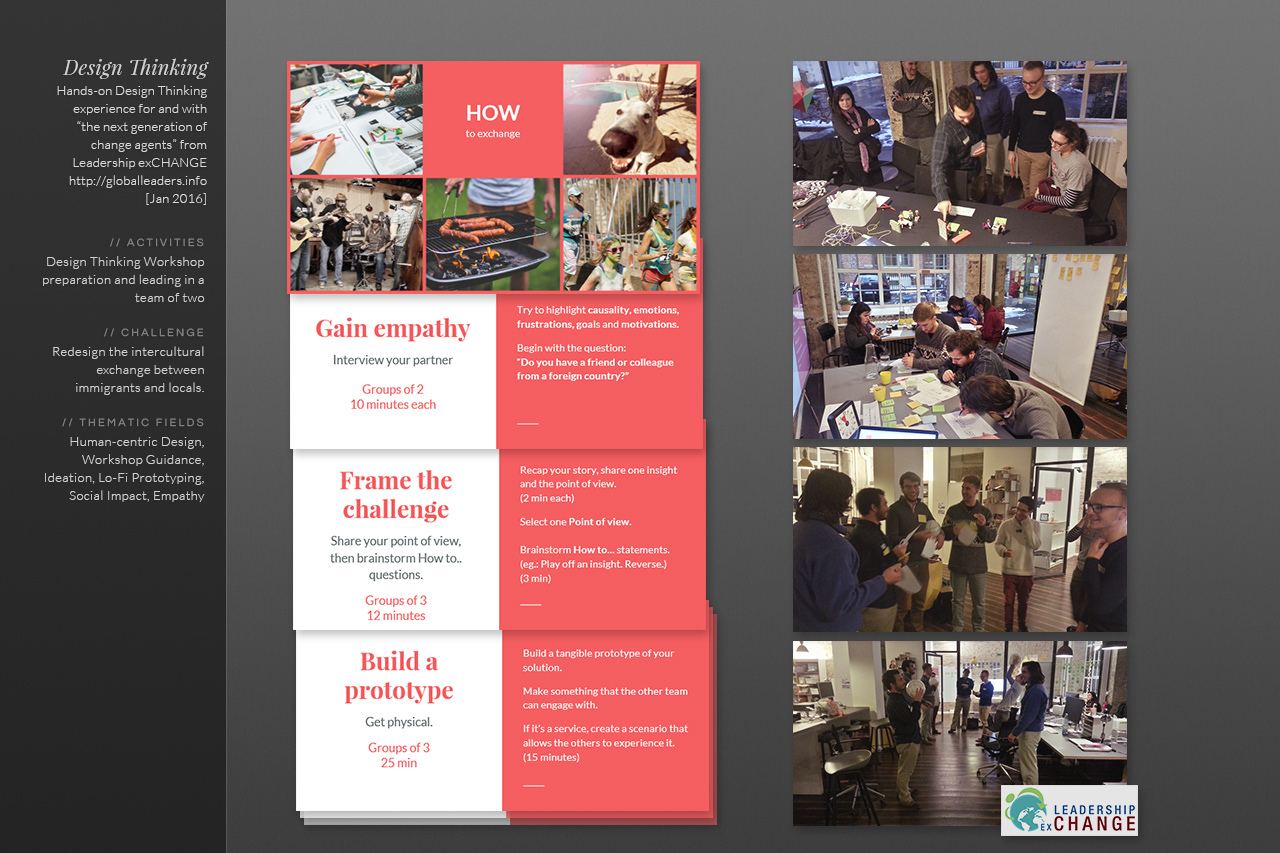 Design Thinking
Hands-on Design Thinking
experience for and with
“the next generation of
change agents” from
Leadership exCHANGE
http://globalleaders.info
[Jan 2016]
// ACTIVITIES
Design Thinking Workshop
preparation and leading in a
team of two
// CHALLENGE
Redesign the intercultural
exchange between
immigrants and locals.
// THEMATIC FIELDS
Human-centric Design,
Workshop Guidance,
Ideation, Lo-Fi Prototyping,
Social Impact, Empathy
HOW
to exchange
Gain empathy
Interview your partner
Groups of 2
10 minutes each
Try to highlight causality, emotions,
frustrations, goals and motivations.
Begin with the question:
"Do you have a friend or colleague
from a foreign country?"
Frame the
challenge
Share your point of view,
then brainstorm How to..
questions.
Groups of 3
12 minutes
Recap your story, share one insight
and the point of view.
(2 min each)
Select one Point of view.
Brainstorm How to... statements.
(eg.: Play off an insight. Reverse.)
(3 min)
Build a
prototype
Get physical.
Groups of 3
25 min
Build a tangible prototype of your
solution.
Make something that the other team
can engage with.
If it's a service, create a scenario that
allows the others to experience it.
(15 minutes)
LEADERSHIP
exCHANGE